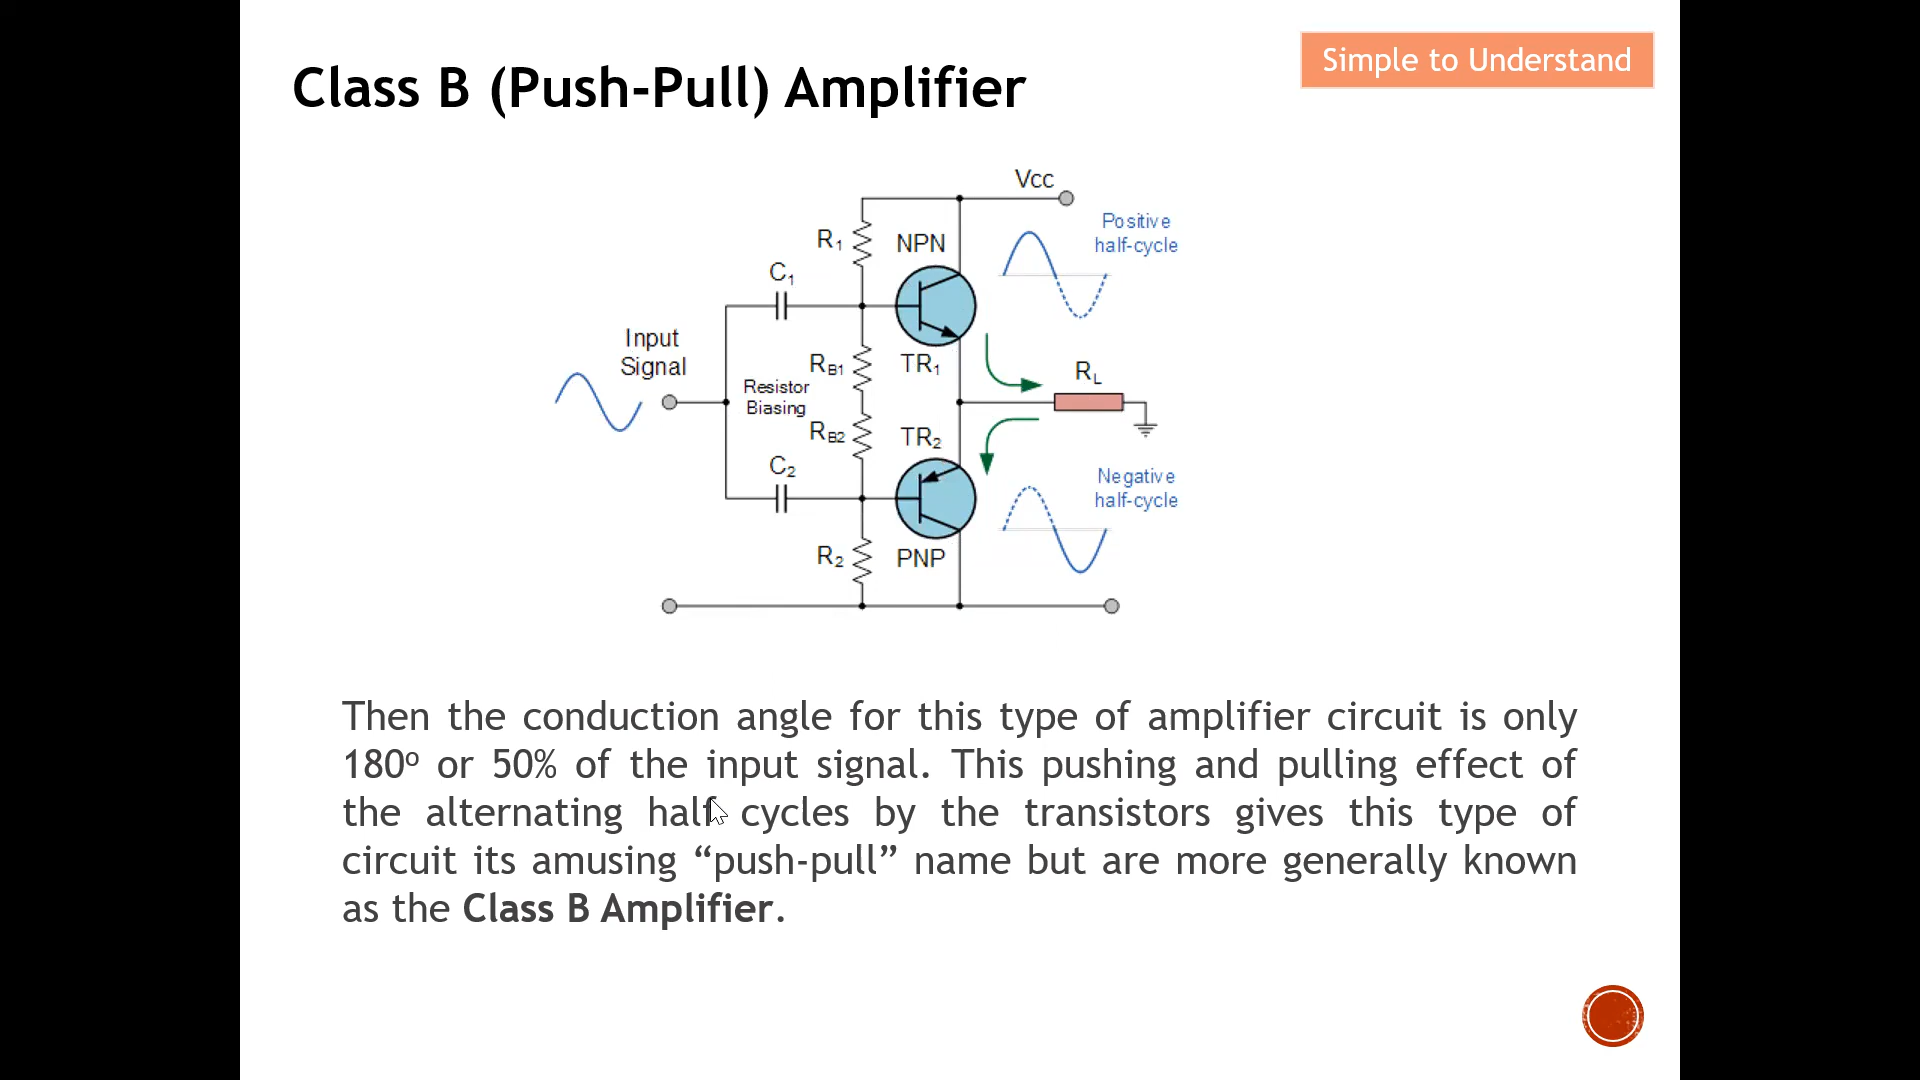 Simple to Understand
Class B (Push-Pull) Amplifier
Vcc
Positive
half-cycle
R1
NPN
C1
Input
Signal
RB1
TR1
RL
Resistor
Biasing
RB2
TR2
C2
Negative
half-cycle
R2
PNP
Then the conduction angle for this type of amplifier circuit is only
180º or 50% of the input signal. This pushing and pulling effect of
the alternating half cycles by the transistors gives this type of
circuit its amusing “push-pull” name but are more generally known
as the Class B Amplifier.